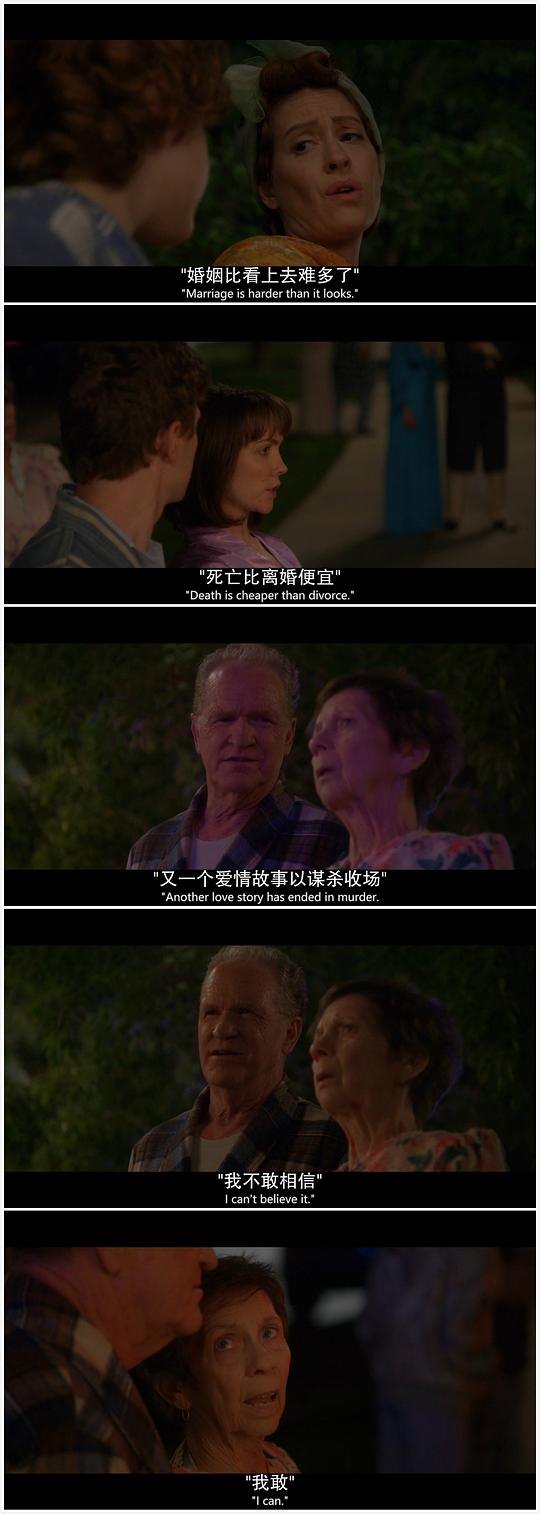 "婚姻比看上去难多了"
"Marriage is harder than it looks."
"死亡比离婚便宜"
"Death is cheaper than divorce."
"又一个爱情故事以谋杀收场"
"Another love story has ended in murder.
"我不敢相信"
I can't believe it."
"我敢"
"I can."